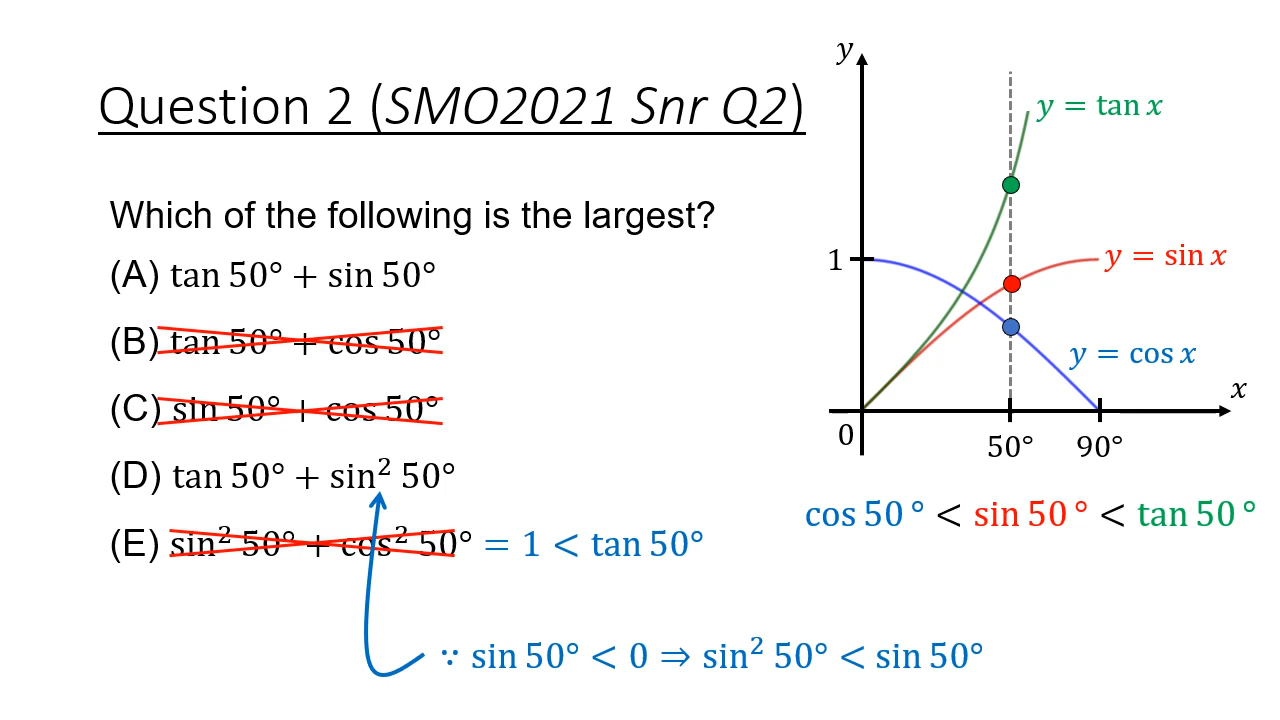 Question 2 (SMO2021 Snr Q2)
Which of the following is the largest?
(A) tan 50° + sin 50°
(B) tan 50° + cos 50°
(C) sin 50° + cos 50°
(D) tan 50° + sin² 50°
(E) sin² 50° + cos² 50° = 1 < tan 50°
∵ sin 50° < 0 ⇒ sin² 50° < sin 50°
y
y = tan x
1
y = sin x
y = cos x
x
0
50° 90°
cos 50° < sin 50° < tan 50°